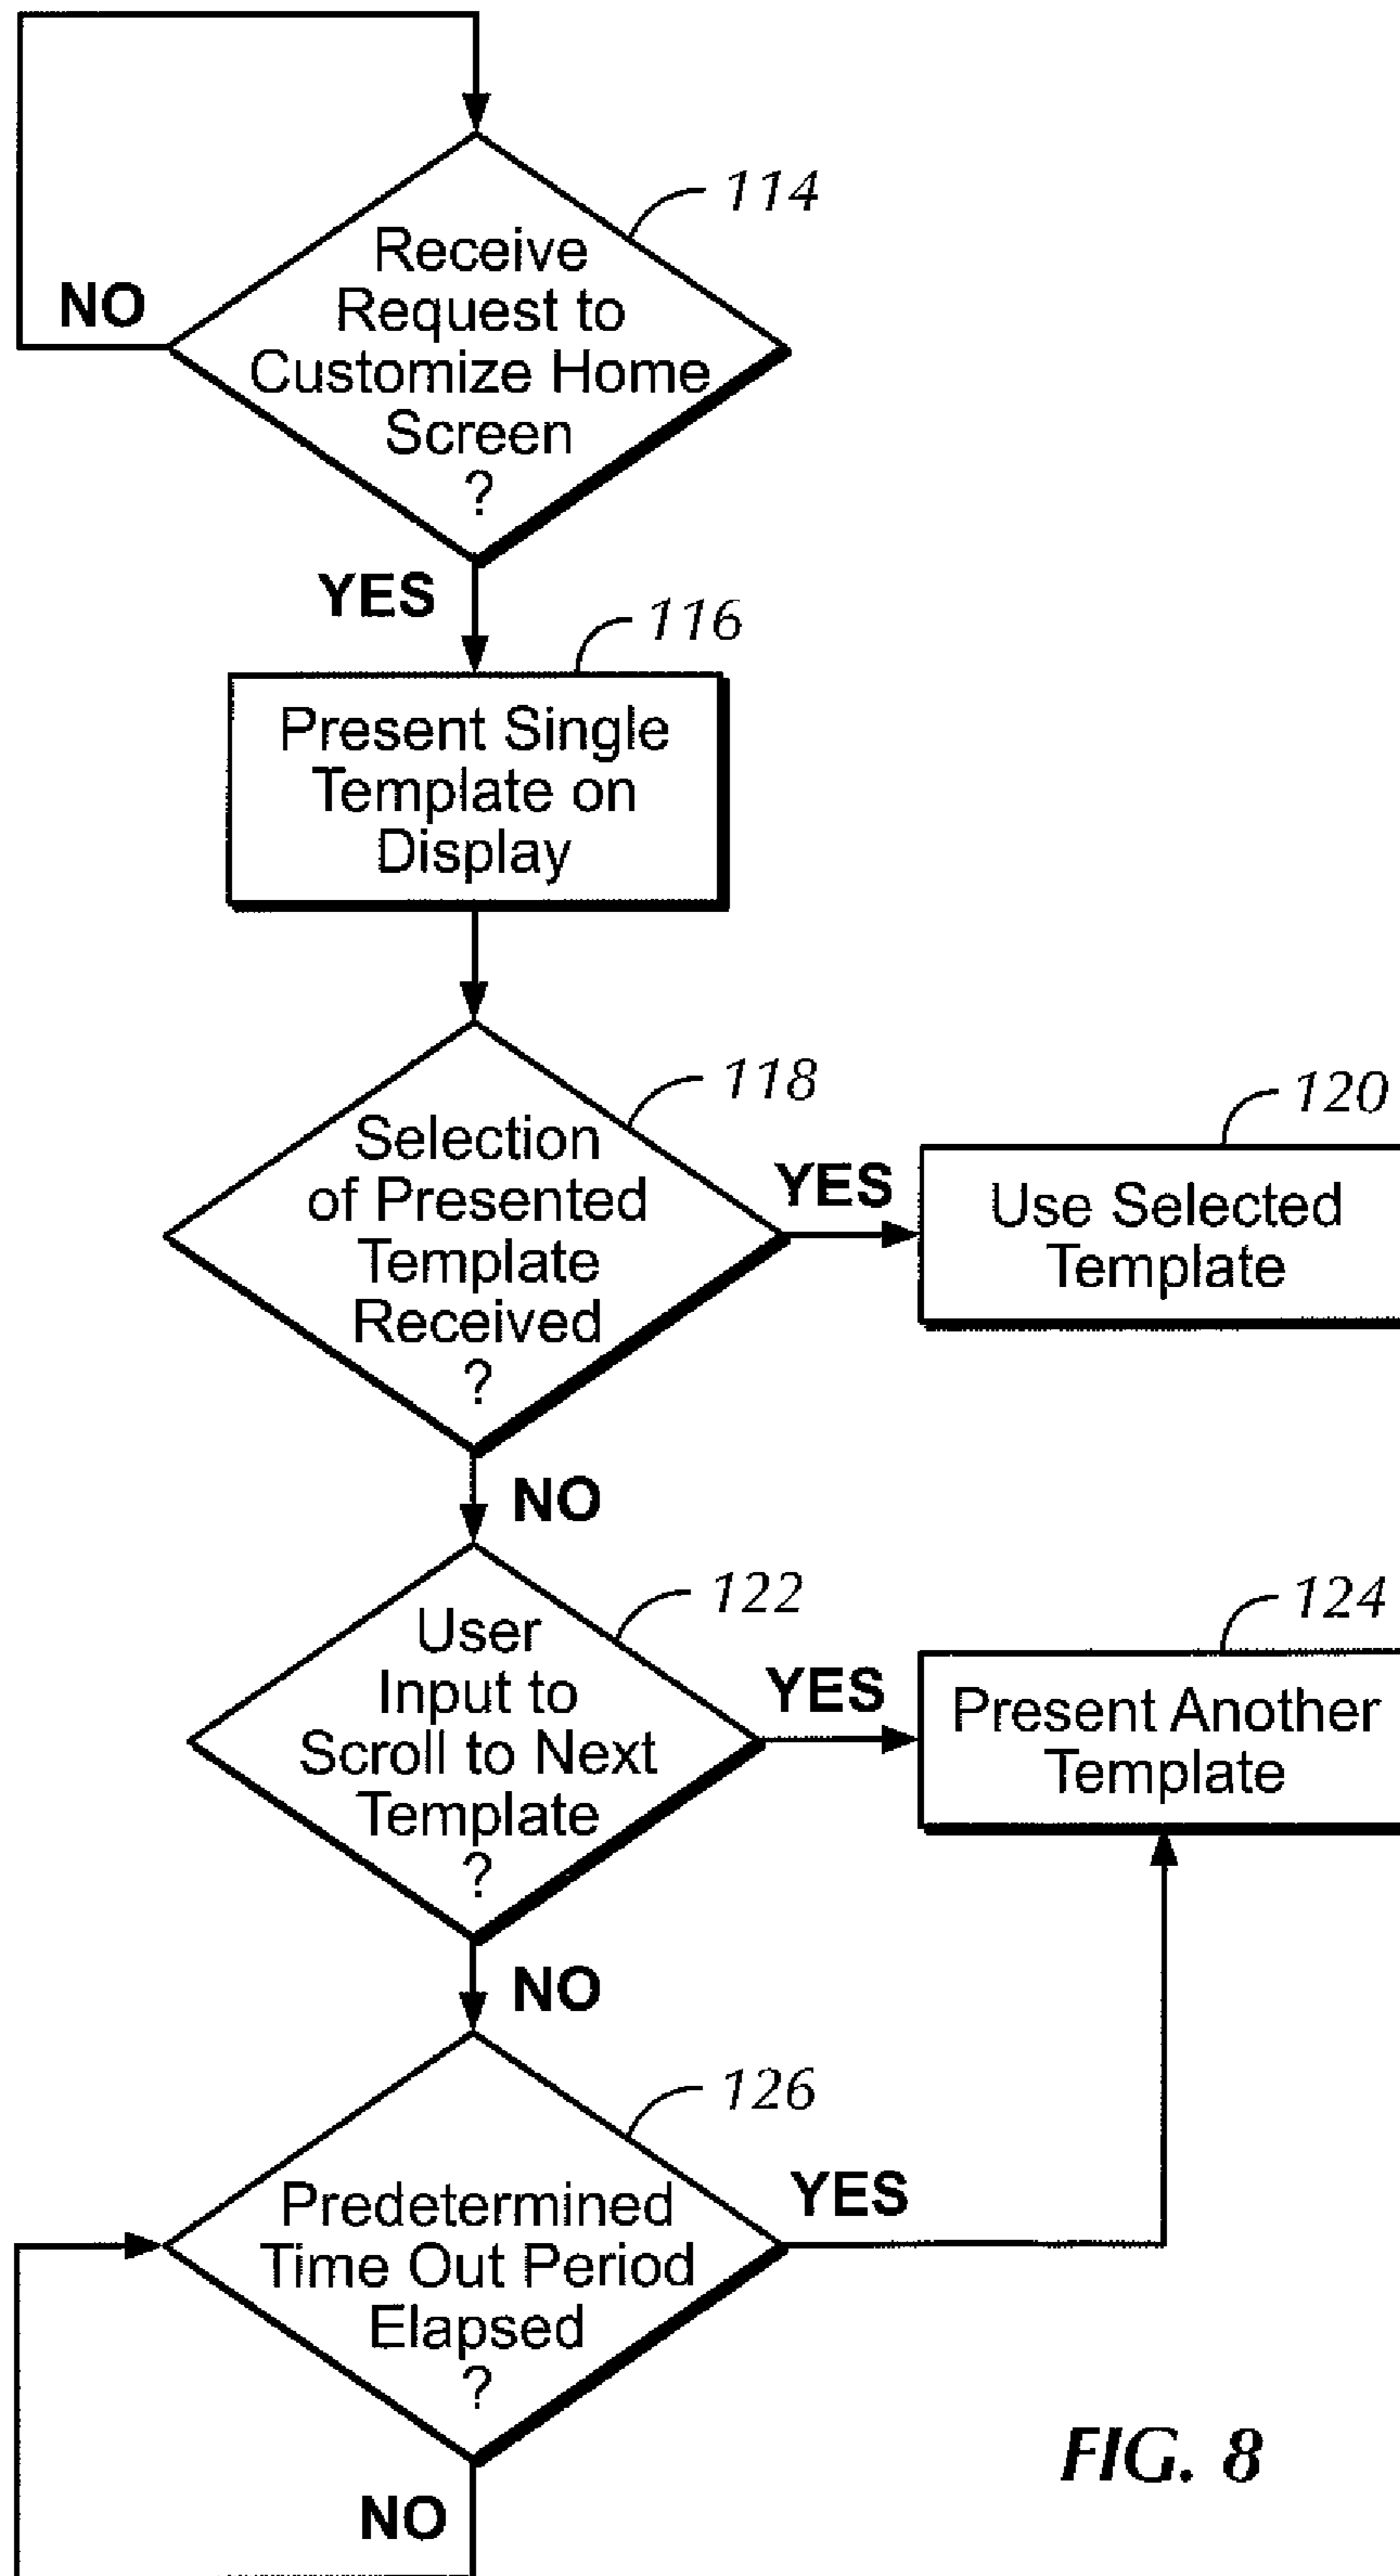 114
Receive
Request to
Customize Home
Screen
?
NO
YES
116
Present Single
Template on
Display
118
Selection
of Presented
Template
Received
?
YES
120
Use Selected
Template
NO
122
User
Input to
Scroll to Next
Template
?
YES
124
Present Another
Template
NO
126
Predetermined
Time Out Period
Elapsed
?
YES
NO
FIG. 8